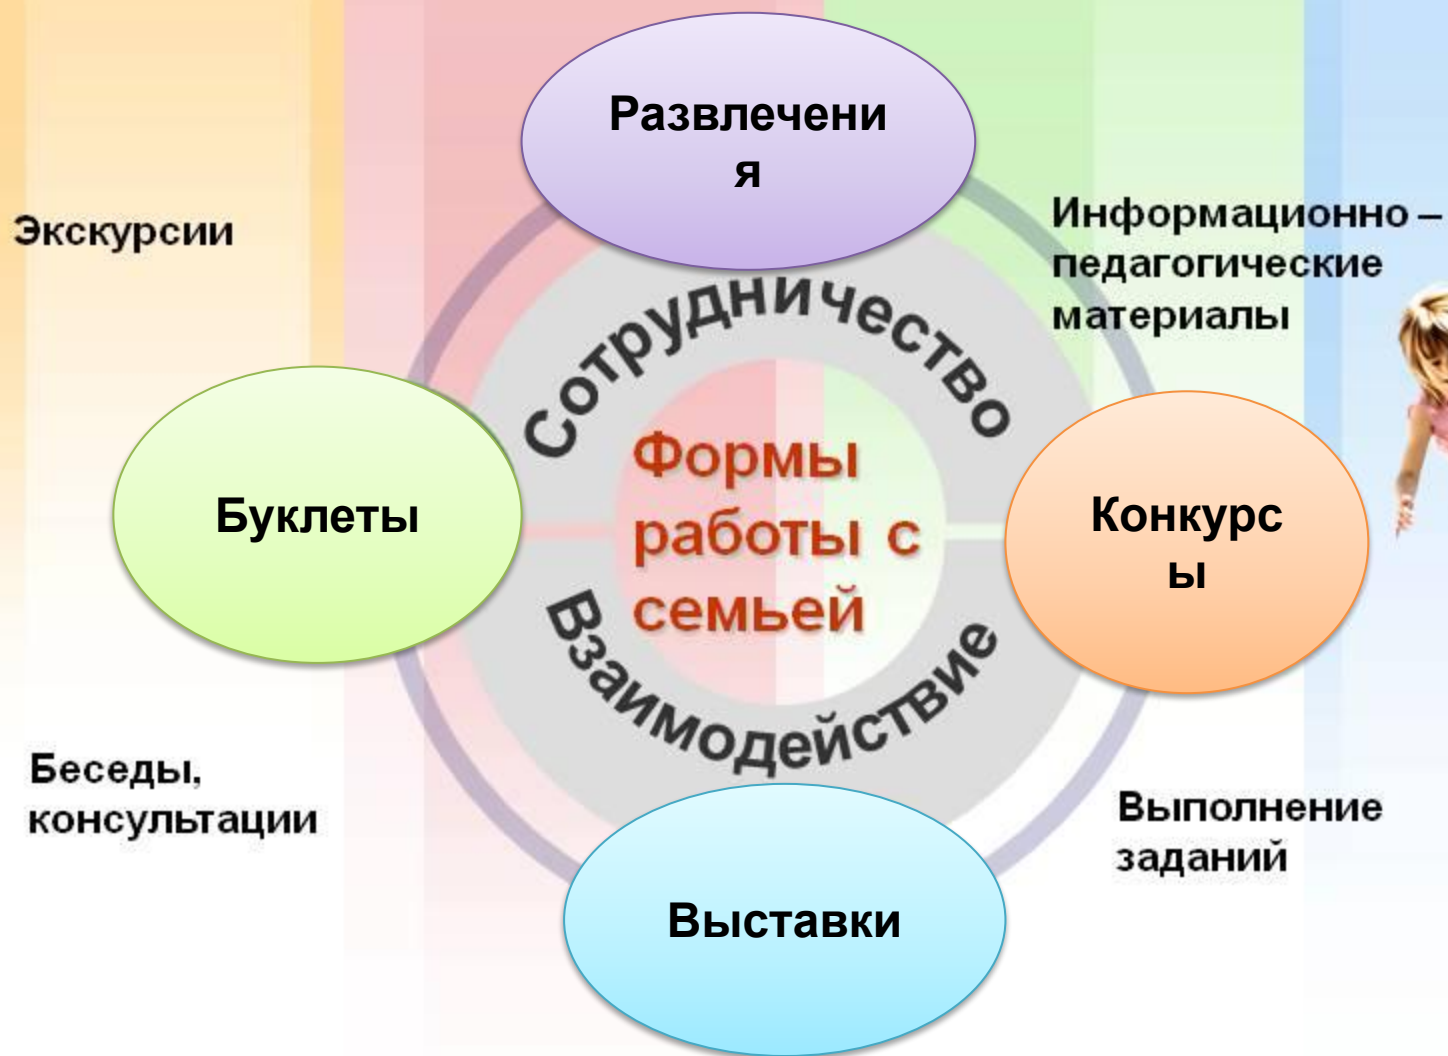 Развлечени
я
Экскурсии
Информационно –
педагогические
материалы
Сотрудничество
Буклеты
Формы
работы с
семьей
Конкурс
ы
Взаимодействие
Беседы,
консультации
Выполнение
заданий
Выставки